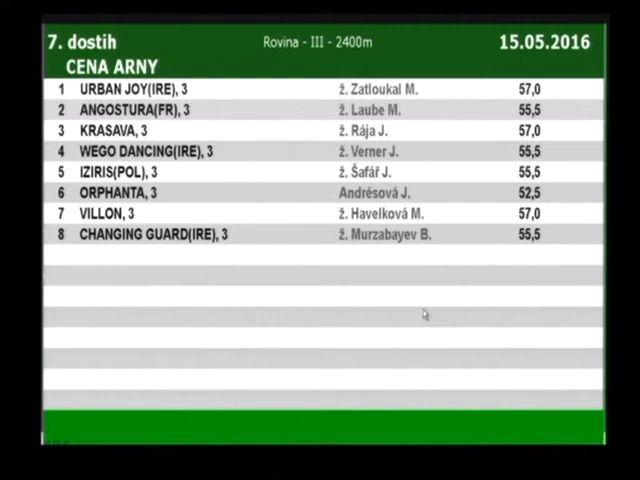 7. dostih Rovina - III - 2400m 15.05.2016
CENA ARNY
1 URBAN JOY(IRE), 3 ž. Zatloukal M. 57,0
2 ANGOSTURA(FR), 3 ž. Laube M. 55,5
3 KRASAVA, 3 ž. Rája J. 57,0
4 WEGO DANCING(IRE), 3 ž. Verner J. 55,5
5 IZIRIS(POL), 3 ž. Šafář J. 55,5
6 ORPHANTA, 3 Andrésová J. 52,5
7 VILLON, 3 ž. Havelková M. 57,0
8 CHANGING GUARD(IRE), 3 ž. Murzabayev B. 55,5